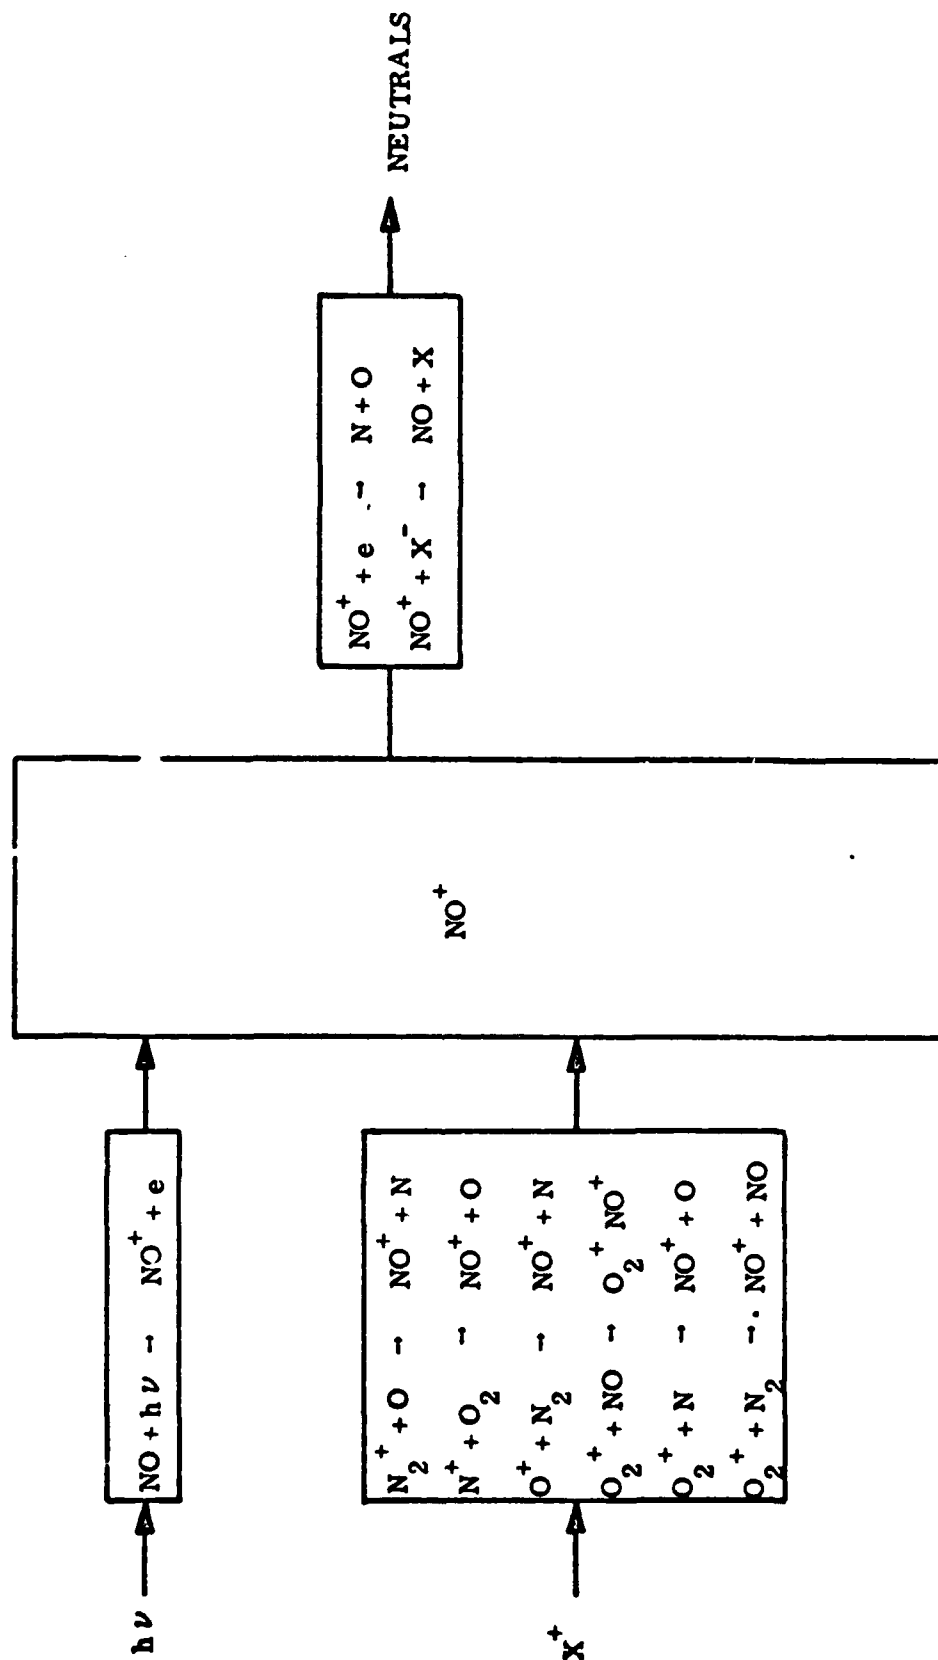 hν
NO + hν → NO⁺ + e
X⁺
N₂⁺ + O → NO⁺ + N
N⁺ + O₂ → NO⁺ + O
O⁺ + N₂ → NO⁺ + N
O₂⁺ + NO → O₂⁺ NO⁺
O₂⁺ + N → NO⁺ + O
O₂⁺ + N₂ → NO⁺ + NO
NO⁺
NO⁺ + e → N + O
NO⁺ + X⁻ → NO + X
NEUTRALS